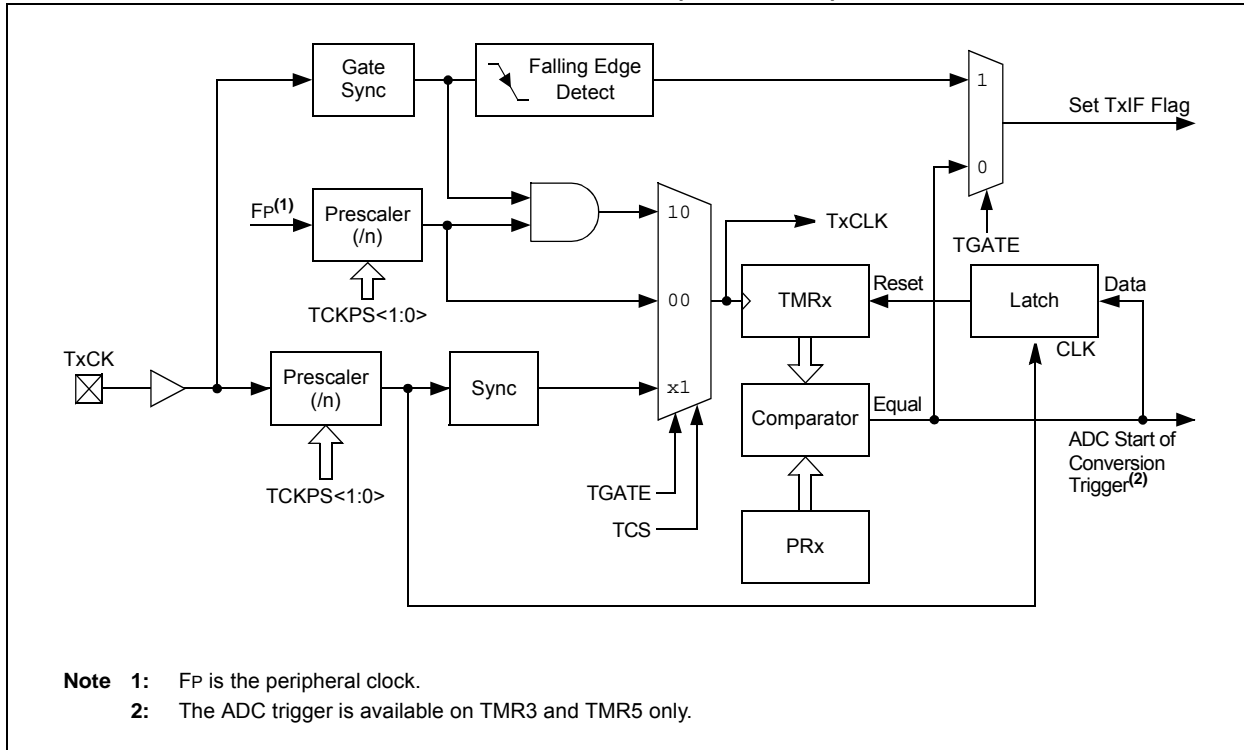 Gate
Sync
Falling Edge
Detect
1
Set TxIF Flag
0
FP(1)
Prescaler
(/n)
10
TxCLK
TGATE
TCKPS<1:0>
00
TMRx
Reset
Latch
Data
CLK
TxCK
Prescaler
(/n)
Sync
x1
Comparator
Equal
ADC Start of
Conversion
Trigger(2)
TCKPS<1:0>
TGATE
TCS
PRx
Note 1: FP is the peripheral clock.
2: The ADC trigger is available on TMR3 and TMR5 only.